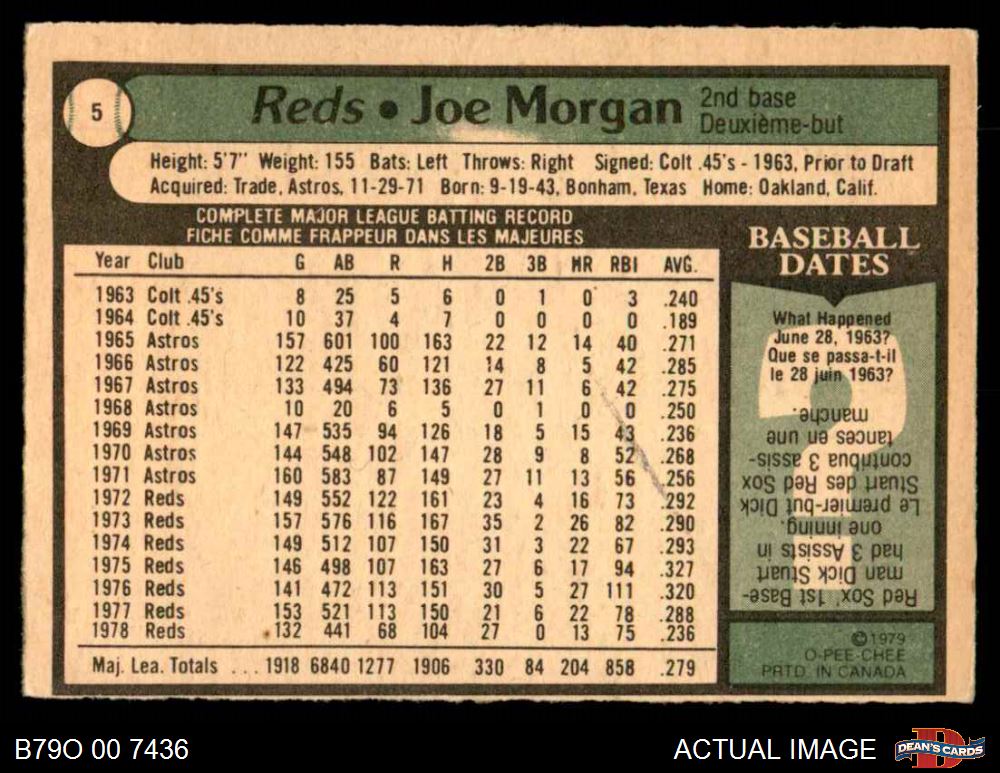 5
Reds • Joe Morgan 2nd base
Deuxième-but
Height: 5'7" Weight: 155 Bats: Left Throws: Right Signed: Colt .45's - 1963, Prior to Draft
Acquired: Trade, Astros, 11-29-71 Born: 9-19-43, Bonham, Texas Home: Oakland, Calif.
COMPLETE MAJOR LEAGUE BATTING RECORD
FICHE COMME FRAPPEUR DANS LES MAJEURES
Year Club G AB R H 2B 3B HR RBI AVG.
1963 Colt .45's 8 25 5 6 0 1 0 3 .240
1964 Colt .45's 10 37 4 7 0 0 0 0 .189
1965 Astros 157 601 100 163 22 12 14 40 .271
1966 Astros 122 425 60 121 14 8 5 42 .285
1967 Astros 133 494 73 136 27 11 6 42 .275
1968 Astros 10 20 6 5 0 1 0 0 .250
1969 Astros 147 535 94 126 18 5 15 43 .236
1970 Astros 144 548 102 147 28 9 8 52 .268
1971 Astros 160 583 87 149 27 11 13 56 .256
1972 Reds 149 552 122 161 23 4 16 73 .292
1973 Reds 157 576 116 167 35 2 26 82 .290
1974 Reds 149 512 107 150 31 3 22 67 .293
1975 Reds 146 498 107 163 27 6 17 94 .327
1976 Reds 141 472 113 151 30 5 27 111 .320
1977 Reds 153 521 113 150 21 6 22 78 .288
1978 Reds 132 441 68 104 27 0 13 75 .236
Maj. Lea. Totals ... 1918 6840 1277 1906 330 84 204 858 .279
BASEBALL
DATES
What Happened
June 28, 1963?
Que se passa-t-il
le 28 juin 1963?
Red Sox' 1st Base-
man Dick Stuart
had 3 Assists in
one inning.
Le premier-but Dick
Stuart des Red Sox
contribua 3 assis-
tances en une
manche.
©1979
O-PEE-CHEE
PRTD. IN CANADA
B79O 00 7436
ACTUAL IMAGE
D
DEAN'S CARDS